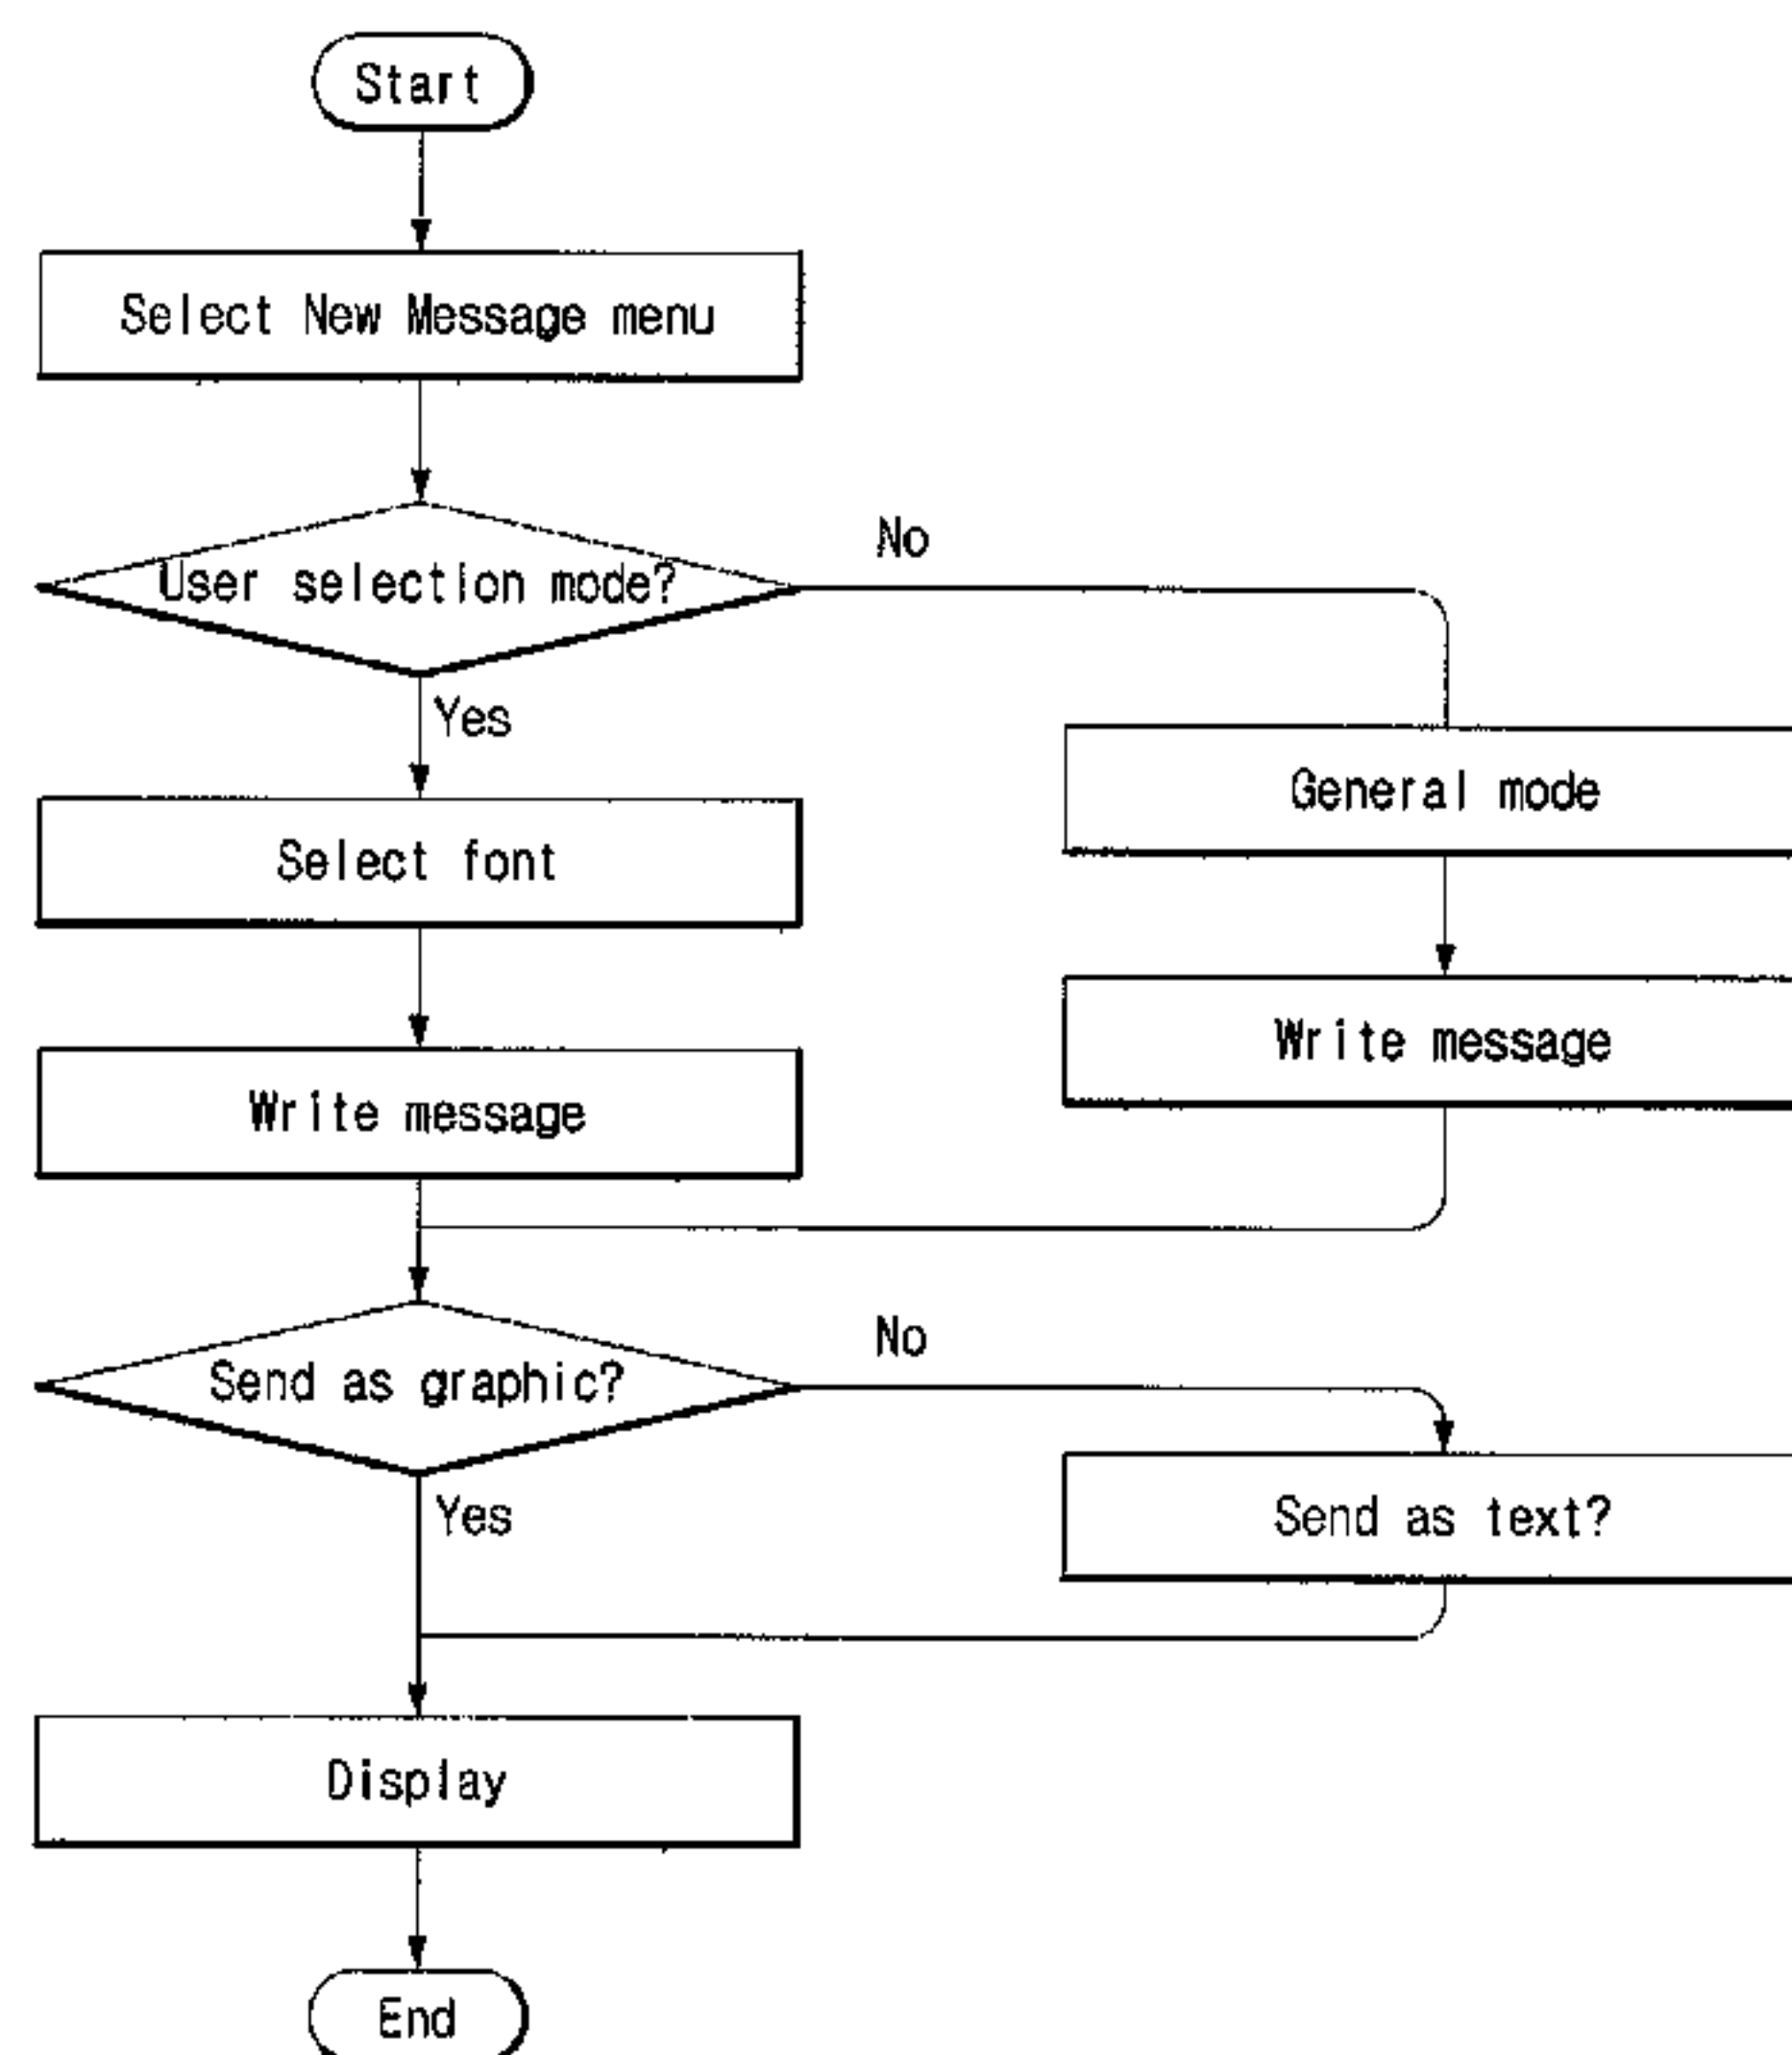 Start
Select New Message menu
User selection mode?
No
Yes
General mode
Select font
Write message
Write message
Send as graphic?
No
Yes
Send as text?
Display
End